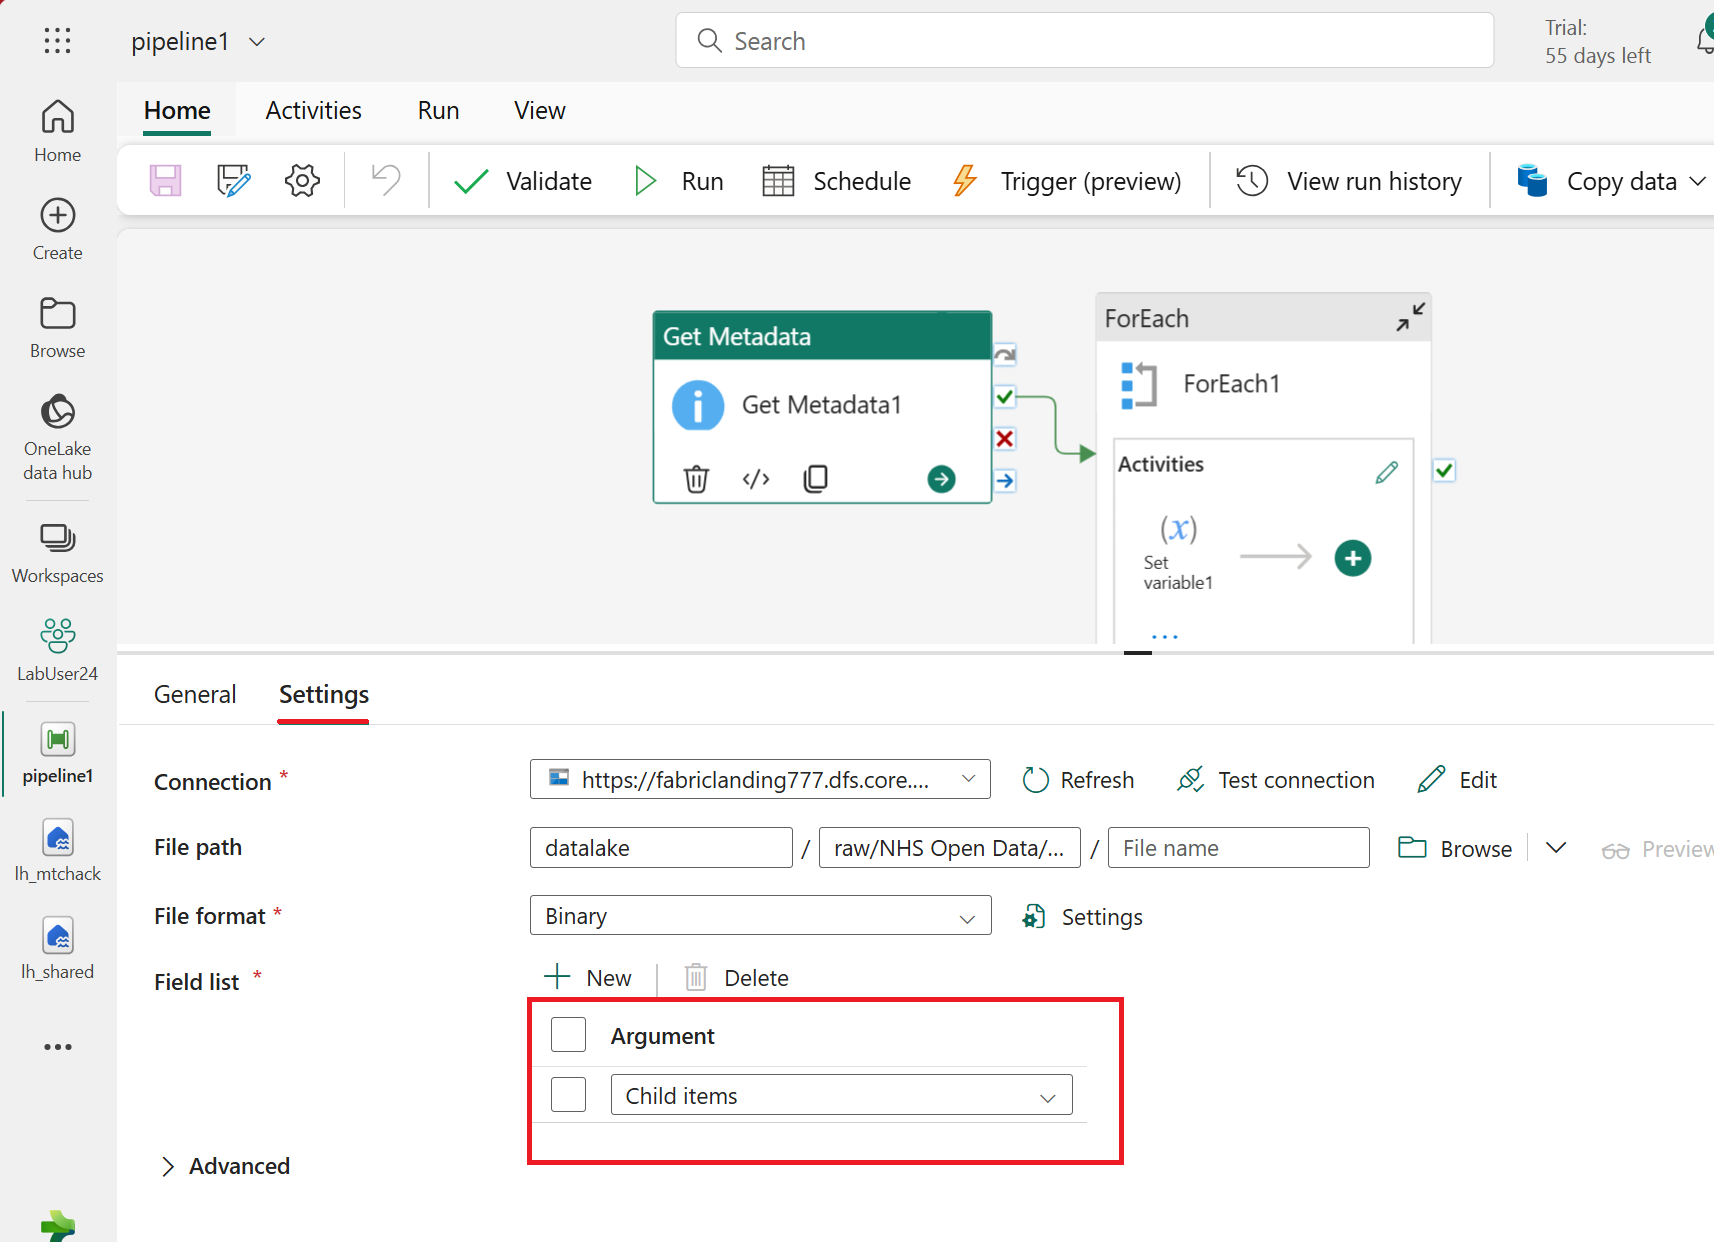 pipeline1
Search
Trial:
55 days left
Home
Activities
Run
View
Validate
Run
Schedule
Trigger (preview)
View run history
Copy data
Home
Create
Browse
OneLake
data hub
Workspaces
LabUser24
pipeline1
lh_mtchack
lh_shared
Get Metadata
Get Metadata1
ForEach
ForEach1
Activities
(x)
Set
variable1
General
Settings
Connection *
https://fabriclanding777.dfs.core....
Refresh
Test connection
Edit
File path
datalake / raw/NHS Open Data/... / File name
Browse
Preview
File format *
Binary
Settings
Field list *
New
Delete
Argument
Child items
Advanced